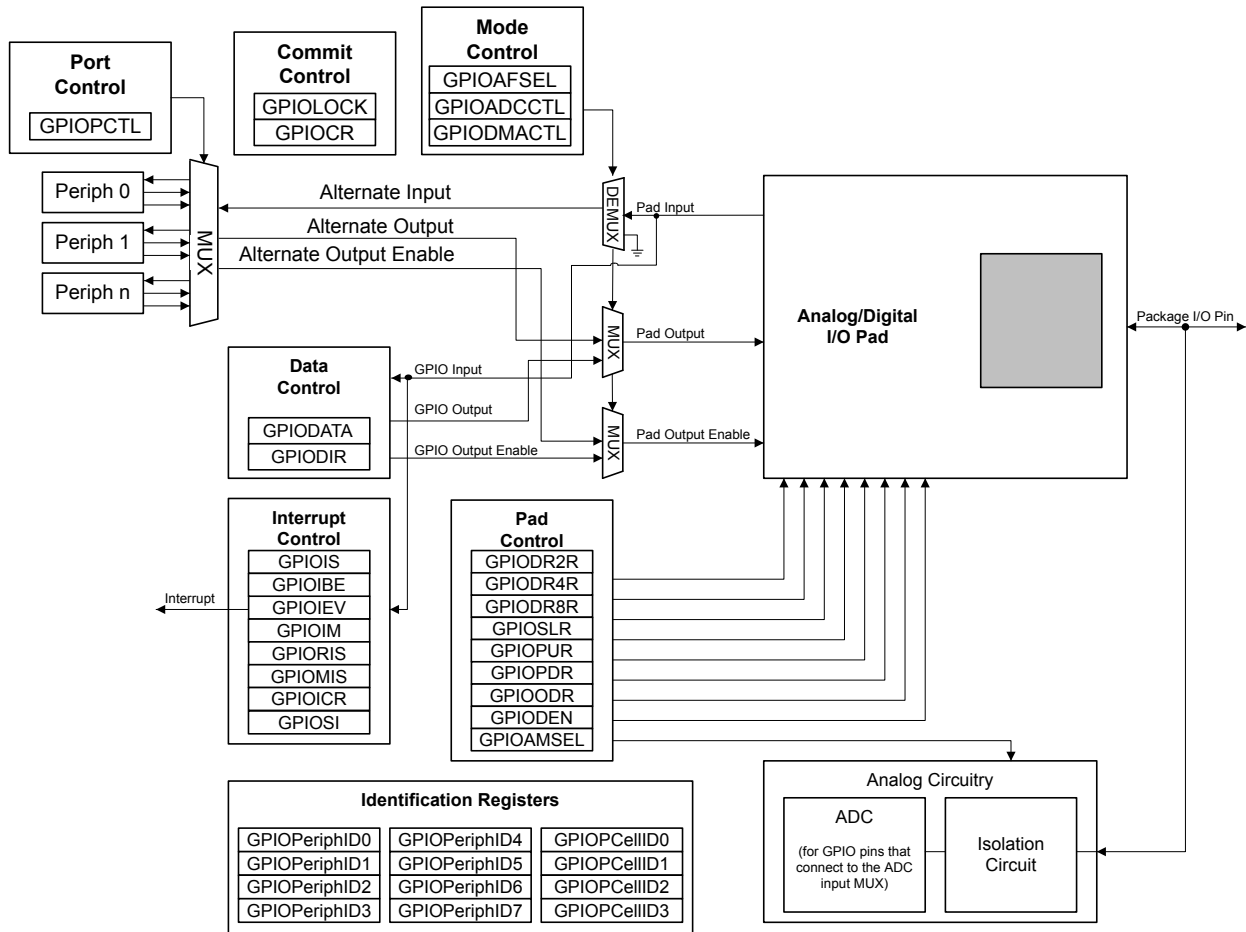 Port
Control
GPIOPCTL
Commit
Control
GPIOLOCK
GPIOCR
Mode
Control
GPIOAFSEL
GPIOADCCTL
GPIODMACTL
Periph 0
Periph 1
Periph n
MUX
Alternate Input
Alternate Output
Alternate Output Enable
DEMUX
Pad Input
MUX
Pad Output
MUX
Pad Output Enable
Analog/Digital
I/O Pad
Package I/O Pin
Data
Control
GPIODATA
GPIODIR
GPIO Input
GPIO Output
GPIO Output Enable
Interrupt
Control
GPIOIS
GPIOIBE
GPIOIEV
GPIOIM
GPIORIS
GPIOMIS
GPIOICR
GPIOSI
Interrupt
Pad
Control
GPIODR2R
GPIODR4R
GPIODR8R
GPIOSLR
GPIOPUR
GPIOPDR
GPIOODR
GPIODEN
GPIOAMSEL
Analog Circuitry
ADC
(for GPIO pins that
connect to the ADC
input MUX)
Isolation
Circuit
Identification Registers
GPIOPeriphID0
GPIOPeriphID1
GPIOPeriphID2
GPIOPeriphID3
GPIOPeriphID4
GPIOPeriphID5
GPIOPeriphID6
GPIOPeriphID7
GPIOPCellID0
GPIOPCellID1
GPIOPCellID2
GPIOPCellID3